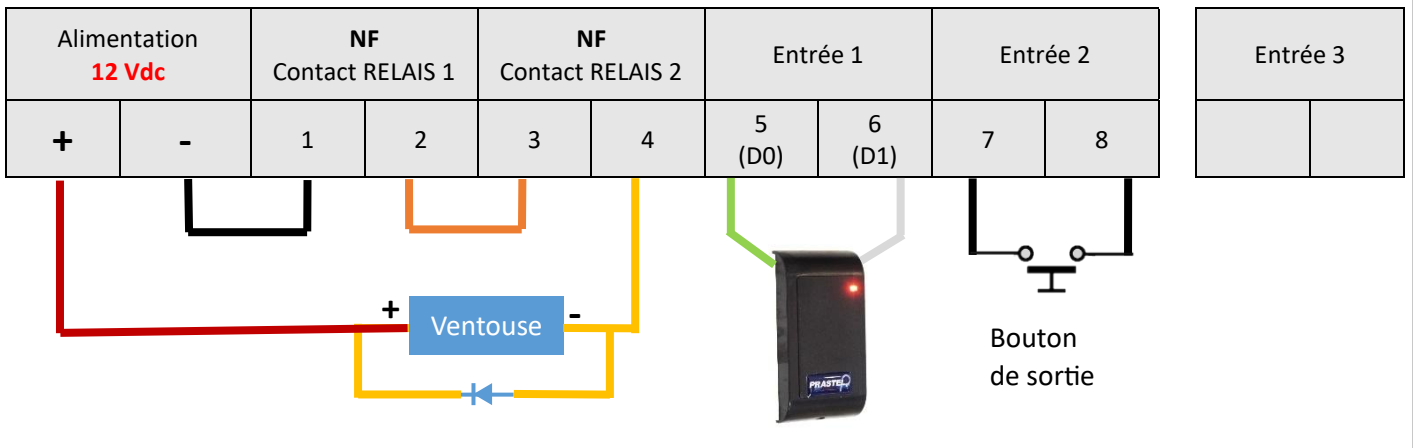 Alimentation
12 Vdc
NF
Contact RELAIS 1
NF
Contact RELAIS 2
Entrée 1
Entrée 2
Entrée 3
+
-
1
2
3
4
5
(D0)
6
(D1)
7
8
+
Ventouse
-
PRASTEL
Bouton
de sortie